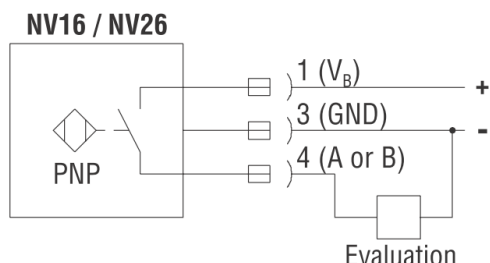 NV16 / NV26
1 (VB)
+
3 (GND)
-
4 (A or B)
PNP
Evaluation